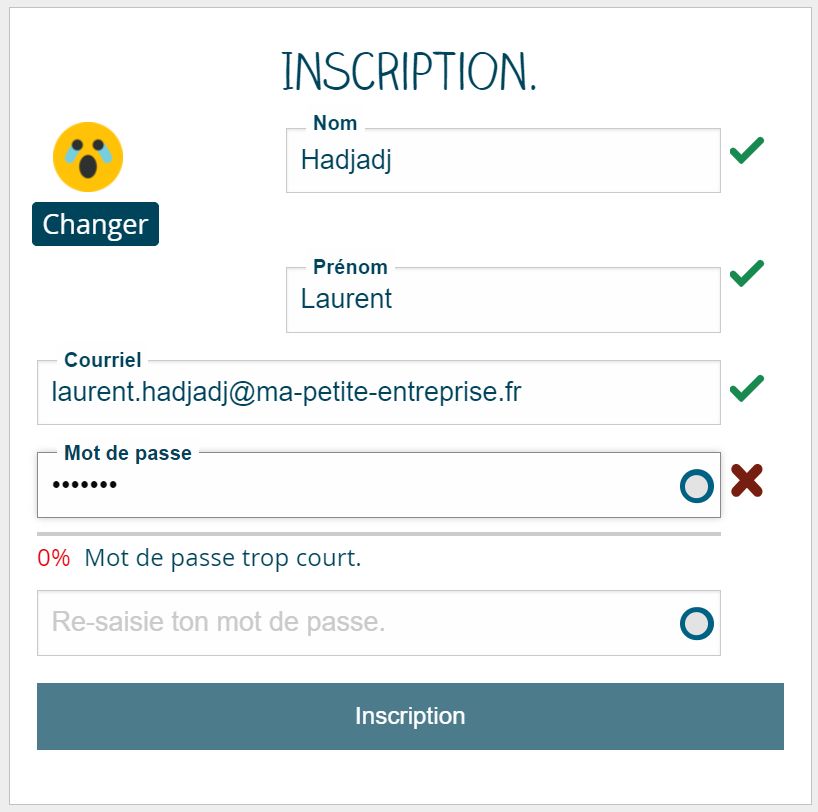 INSCRIPTION.
Nom
Hadjadj
Changer
Prénom
Laurent
Courriel
laurent.hadjadj@ma-petite-entreprise.fr
Mot de passe
•••••••
0% Mot de passe trop court.
Re-saisie ton mot de passe.
Inscription